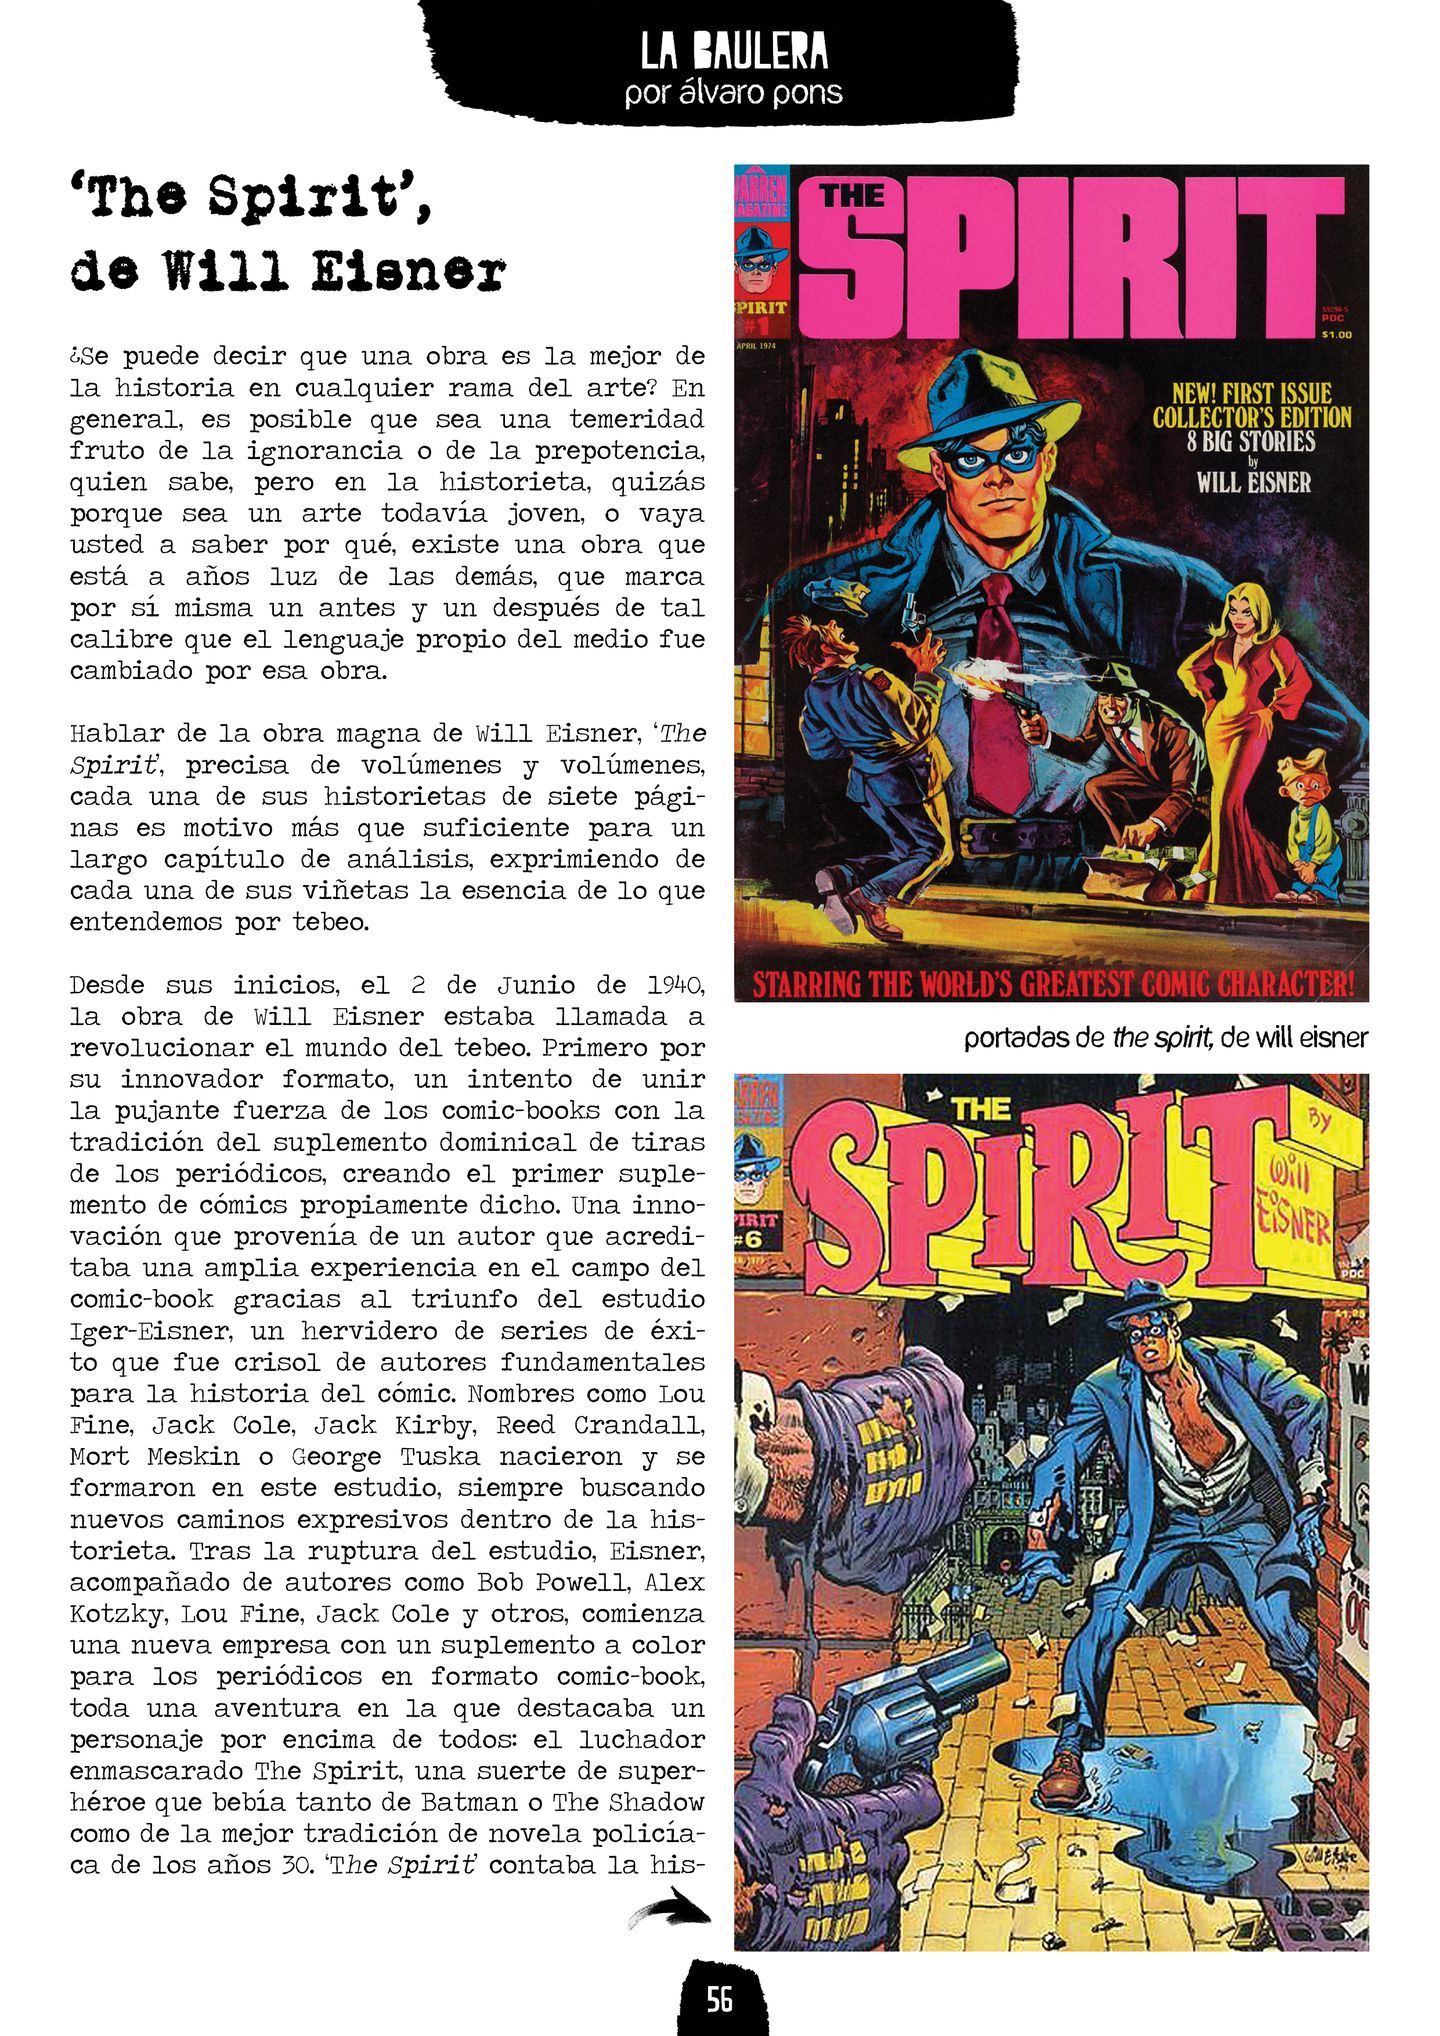 LA BAULERA
por álvaro pons
‘The Spirit’,
de Will Eisner
¿Se puede decir que una obra es la mejor de
la historia en cualquier rama del arte? En
general, es posible que sea una temeridad
fruto de la ignorancia o de la prepotencia,
quien sabe, pero en la historieta, quizás
porque sea un arte todavía joven, o vaya
usted a saber por qué, existe una obra que
está a años luz de las demás, que marca
por sí misma un antes y un después de tal
calibre que el lenguaje propio del medio fue
cambiado por esa obra.
Hablar de la obra magna de Will Eisner, ‘The
Spirit’, precisa de volúmenes y volúmenes,
cada una de sus historietas de siete pági-
nas es motivo más que suficiente para un
largo capítulo de análisis, exprimiendo de
cada una de sus viñetas la esencia de lo que
entendemos por tebeo.
Desde sus inicios, el 2 de Junio de 1940,
la obra de Will Eisner estaba llamada a
revolucionar el mundo del tebeo. Primero por
su innovador formato, un intento de unir
la pujante fuerza de los comic-books con la
tradición del suplemento dominical de tiras
de los periódicos, creando el primer suple-
mento de cómics propiamente dicho. Una inno-
vación que provenía de un autor que acredi-
taba una amplia experiencia en el campo del
comic-book gracias al triunfo del estudio
Iger-Eisner, un hervidero de series de éxi-
to que fue crisol de autores fundamentales
para la historia del cómic. Nombres como Lou
Fine, Jack Cole, Jack Kirby, Reed Crandall,
Mort Meskin o George Tuska nacieron y se
formaron en este estudio, siempre buscando
nuevos caminos expresivos dentro de la his-
torieta. Tras la ruptura del estudio, Eisner,
acompañado de autores como Bob Powell, Alex
Kotzky, Lou Fine, Jack Cole y otros, comienza
una nueva empresa con un suplemento a color
para los periódicos en formato comic-book,
toda una aventura en la que destacaba un
personaje por encima de todos: el luchador
enmascarado The Spirit, una suerte de super-
héroe que bebía tanto de Batman o The Shadow
como de la mejor tradición de novela policía-
ca de los años 30. ‘The Spirit’ contaba la his-
WARREN
MAGAZINE
SPIRIT
#1
APRIL 1974
THE
SPIRIT
PDC
$1.00
NEW! FIRST ISSUE
COLLECTOR'S EDITION
8 BIG STORIES
by
WILL EISNER
STARRING THE WORLD'S GREATEST COMIC CHARACTER!
portadas de the spirit, de will eisner
SPIRIT
#6
THE
SPIRIT
BY
Will
EISNER
PDC
56